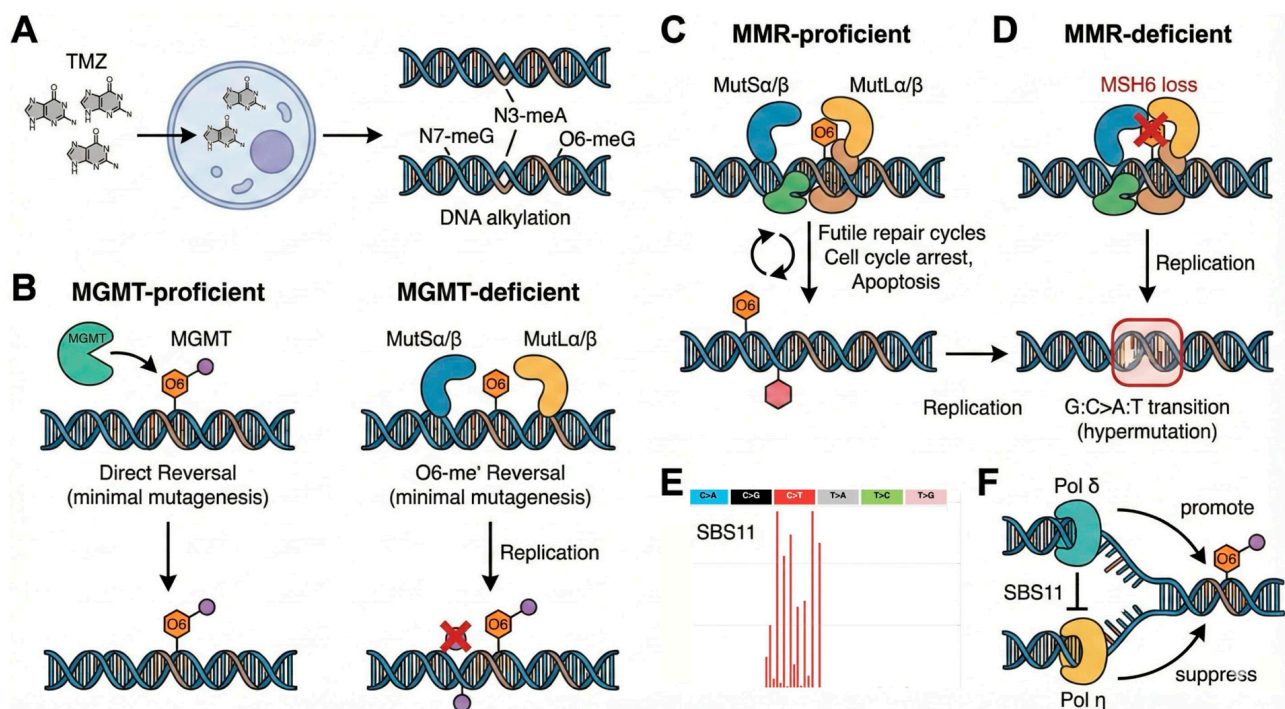 A
TMZ
N7-meG
N3-meA
O6-meG
DNA alkylation
B
MGMT-proficient
MGMT
MGMT
O6
Direct Reversal
(minimal mutagenesis)
O6
MGMT-deficient
MutSα/β
MutLα/β
O6
O6-me' Reversal
(minimal mutagenesis)
Replication
O6
C
MMR-proficient
MutSα/β
MutLα/β
O6
Futile repair cycles
Cell cycle arrest,
Apoptosis
O6
Replication
D
MMR-deficient
MSH6 loss
Replication
G:C>A:T transition
(hypermutation)
E
C>A
C>G
C>T
T>A
T>C
T>G
SBS11
F
Pol δ
promote
O6
SBS11
Pol η
suppress